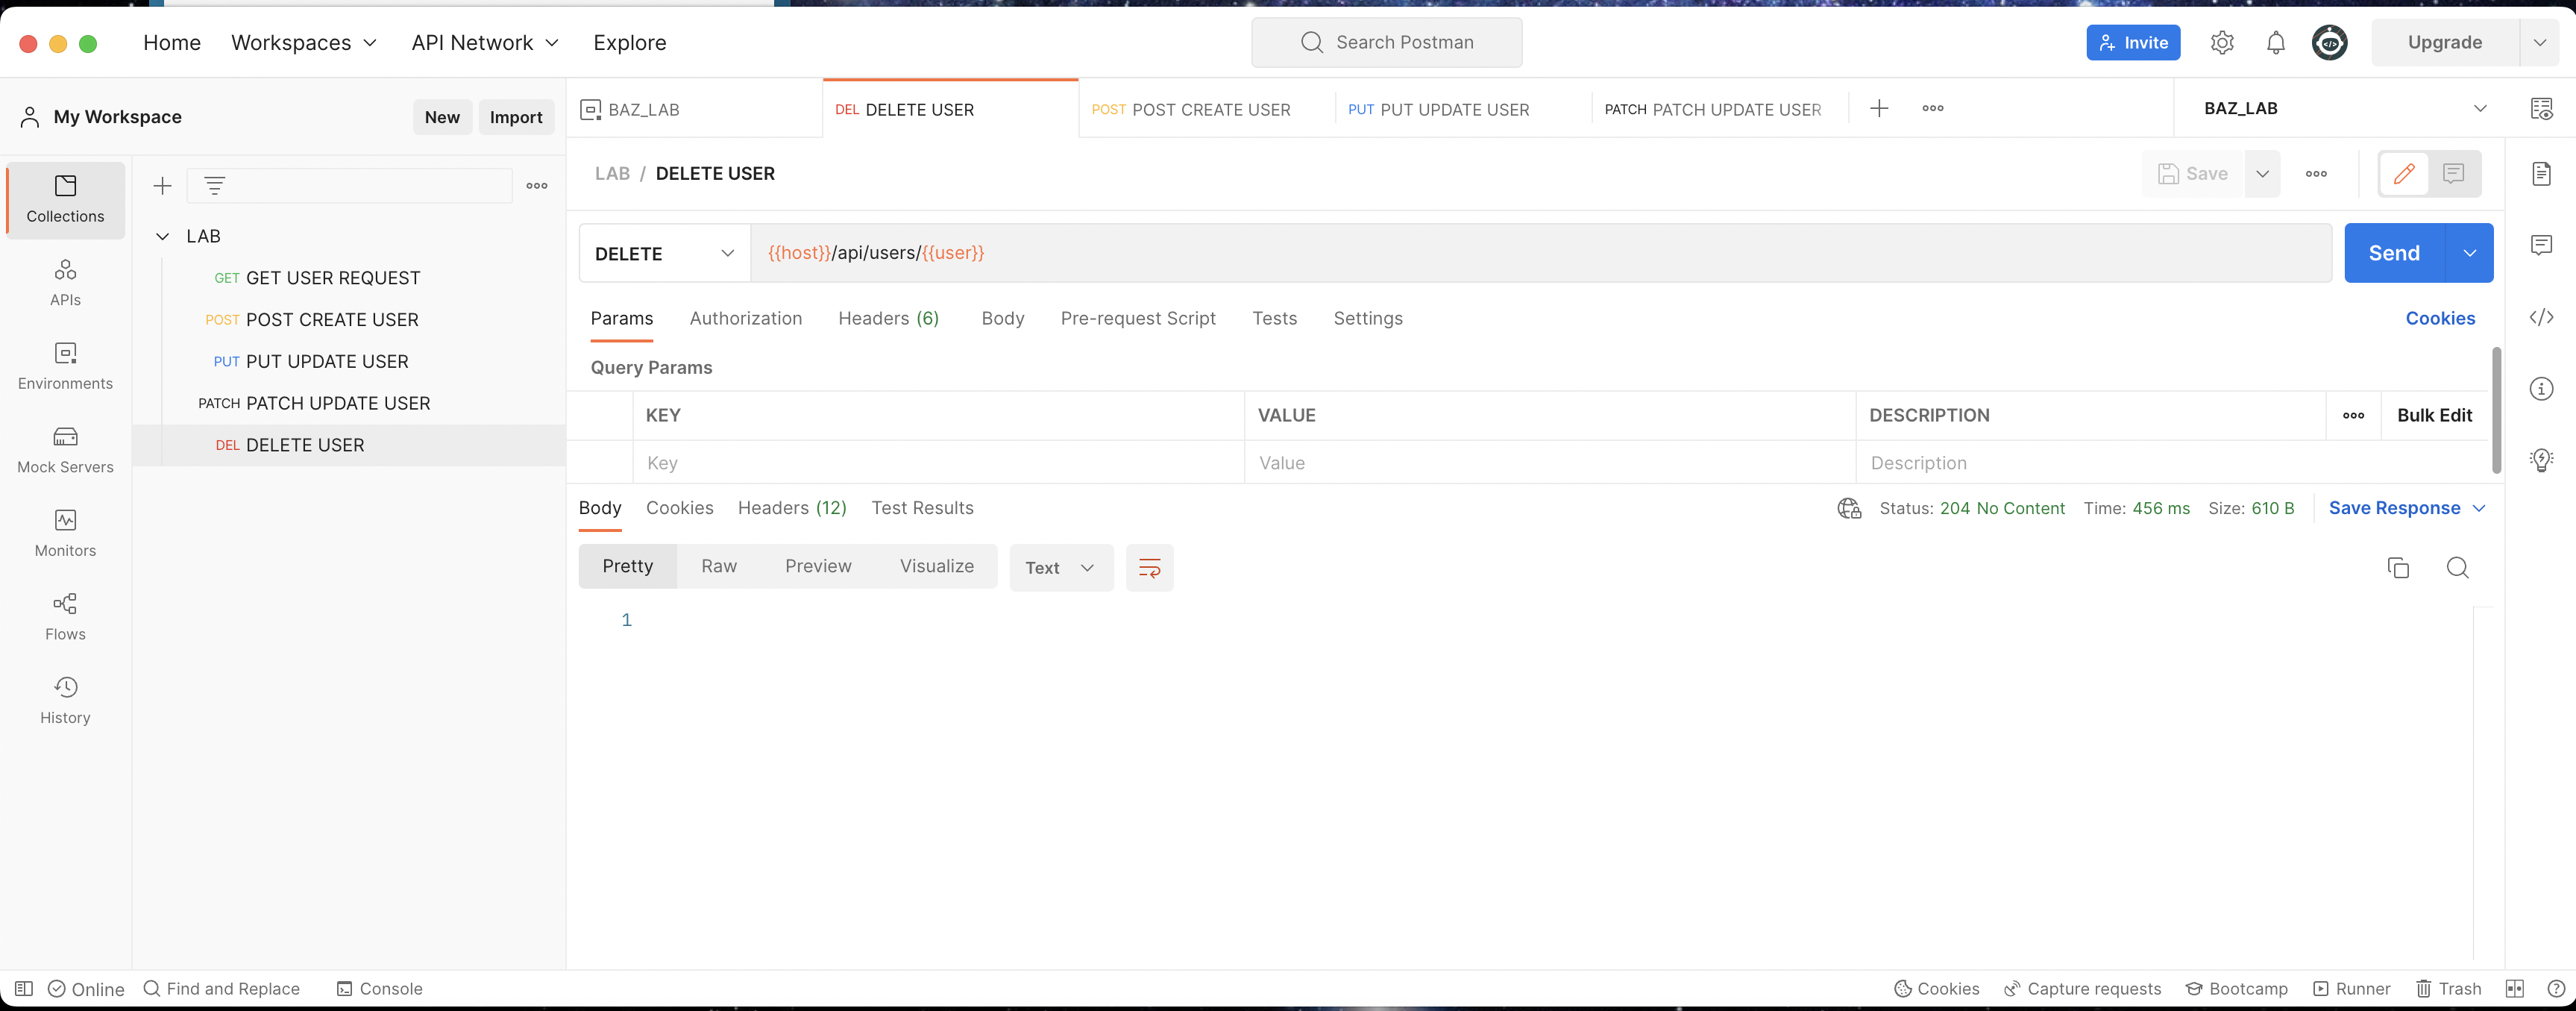 Home Workspaces API Network Explore Search Postman Invite Upgrade
My Workspace New Import
BAZ_LAB DEL DELETE USER POST POST CREATE USER PUT PUT UPDATE USER PATCH PATCH UPDATE USER BAZ_LAB
LAB / DELETE USER Save
Collections
APIs
Environments
Mock Servers
Monitors
Flows
History
LAB
GET GET USER REQUEST
POST POST CREATE USER
PUT PUT UPDATE USER
PATCH PATCH UPDATE USER
DEL DELETE USER
DELETE {{host}}/api/users/{{user}} Send
Params Authorization Headers (6) Body Pre-request Script Tests Settings Cookies
Query Params
KEY VALUE DESCRIPTION Bulk Edit
Key Value Description
Body Cookies Headers (12) Test Results Status: 204 No Content Time: 456 ms Size: 610 B Save Response
Pretty Raw Preview Visualize Text
1
Online Find and Replace Console Cookies Capture requests Bootcamp Runner Trash